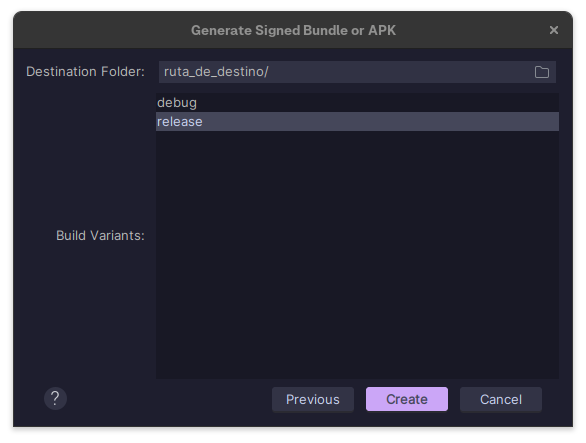 Generate Signed Bundle or APK
Destination Folder: ruta_de_destino/
debug
release
Build Variants:
? Previous Create Cancel